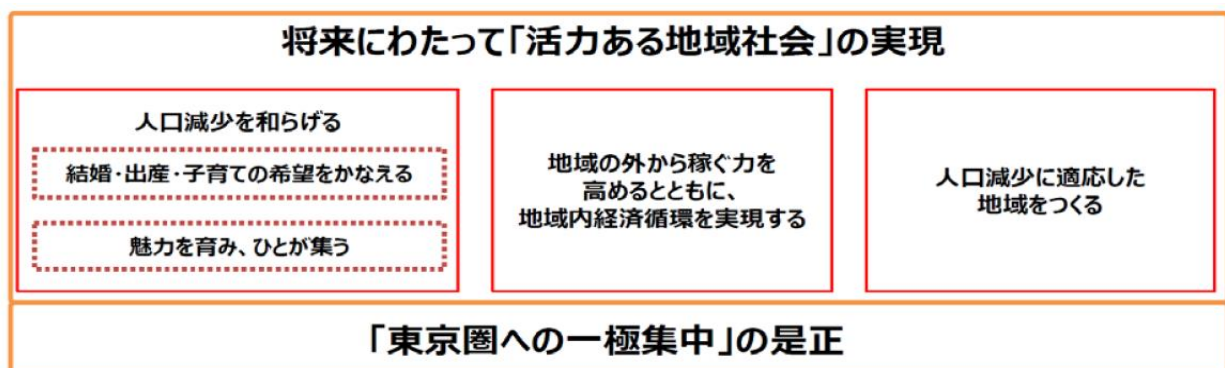 将来にわたって「活力ある地域社会」の実現
人口減少を和らげる
結婚・出産・子育ての希望をかなえる
魅力を育み、ひとが集う
地域の外から稼ぐ力を
高めるとともに、
地域内経済循環を実現する
人口減少に適応した
地域をつくる
「東京圏への一極集中」の是正